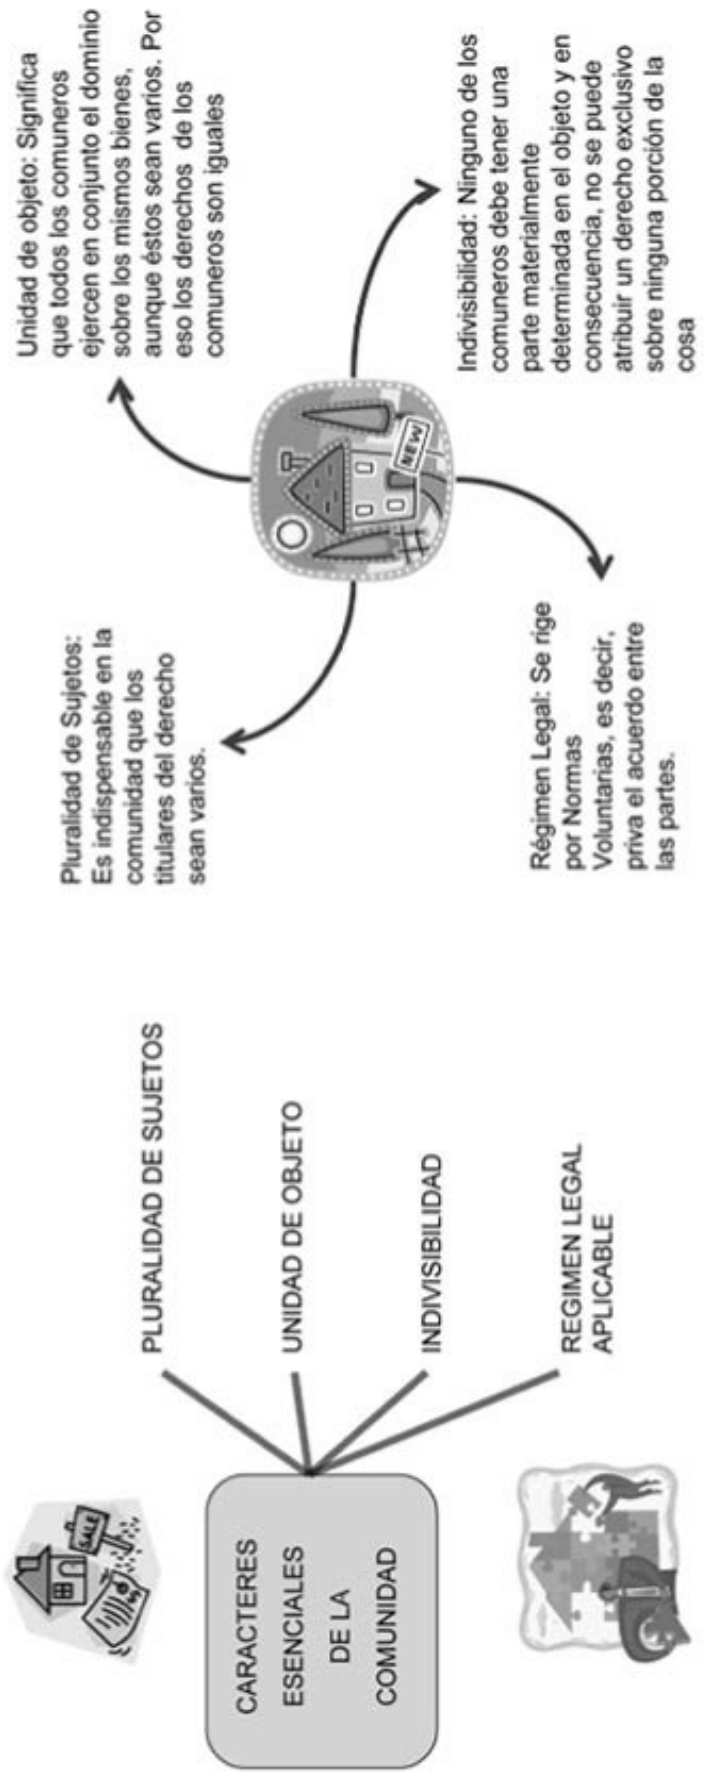 SALE
CARACTERES
ESENCIALES
DE LA
COMUNIDAD
PLURALIDAD DE SUJETOS
UNIDAD DE OBJETO
INDIVISIBILIDAD
REGIMEN LEGAL
APLICABLE
Pluralidad de Sujetos:
Es indispensable en la
comunidad que los
titulares del derecho
sean varios.
Unidad de objeto: Significa
que todos los comuneros
ejercen en conjunto el dominio
sobre los mismos bienes,
aunque éstos sean varios. Por
eso los derechos de los
comuneros son iguales
NEW
Régimen Legal: Se rige
por Normas
Voluntarias, es decir,
priva el acuerdo entre
las partes.
Indivisibilidad: Ninguno de los
comuneros debe tener una
parte materialmente
determinada en el objeto y en
consecuencia, no se puede
atribuir un derecho exclusivo
sobre ninguna porción de la
cosa